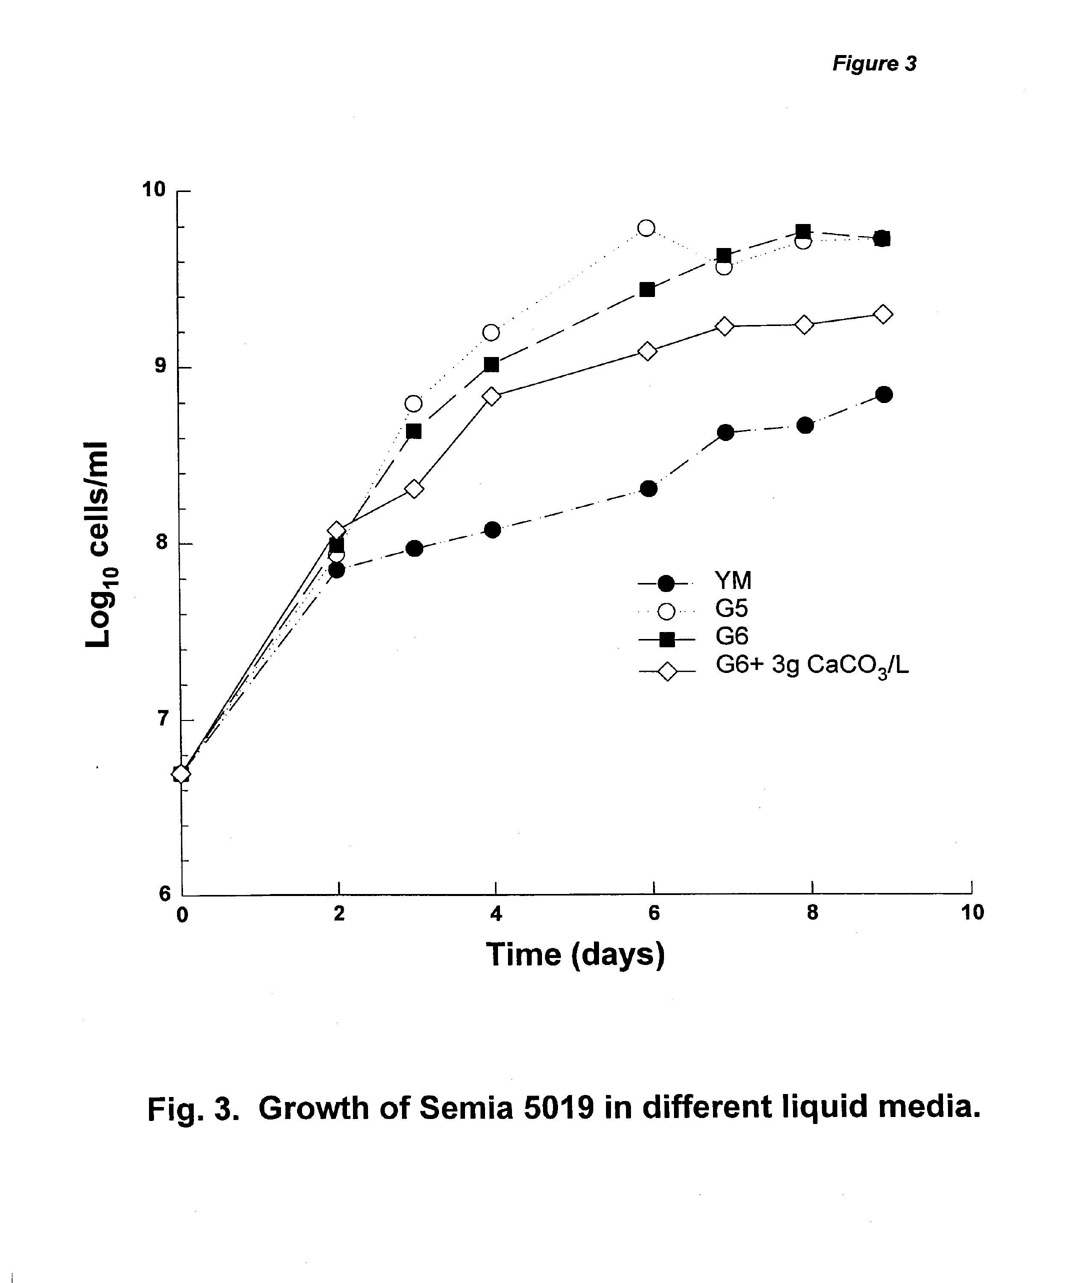 Figure 3
10
9
8
7
6
Log10 cells/ml
YM
G5
G6
G6+ 3g CaCO3/L
0 2 4 6 8 10
Time (days)
Fig. 3. Growth of Semia 5019 in different liquid media.